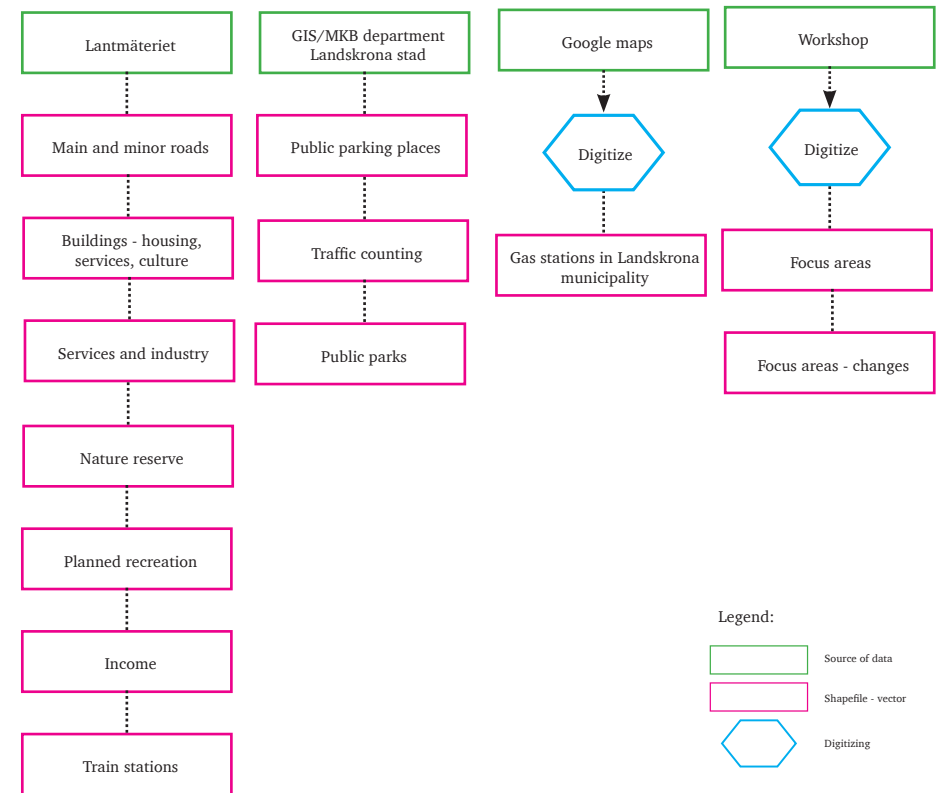 Lantmäteriet
Main and minor roads
Buildings - housing,
services, culture
Services and industry
Nature reserve
Planned recreation
Income
Train stations
GIS/MKB department
Landskrona stad
Public parking places
Traffic counting
Public parks
Google maps
Digitize
Gas stations in Landskrona
municipality
Workshop
Digitize
Focus areas
Focus areas - changes
Legend:
Source of data
Shapefile - vector
Digitizing